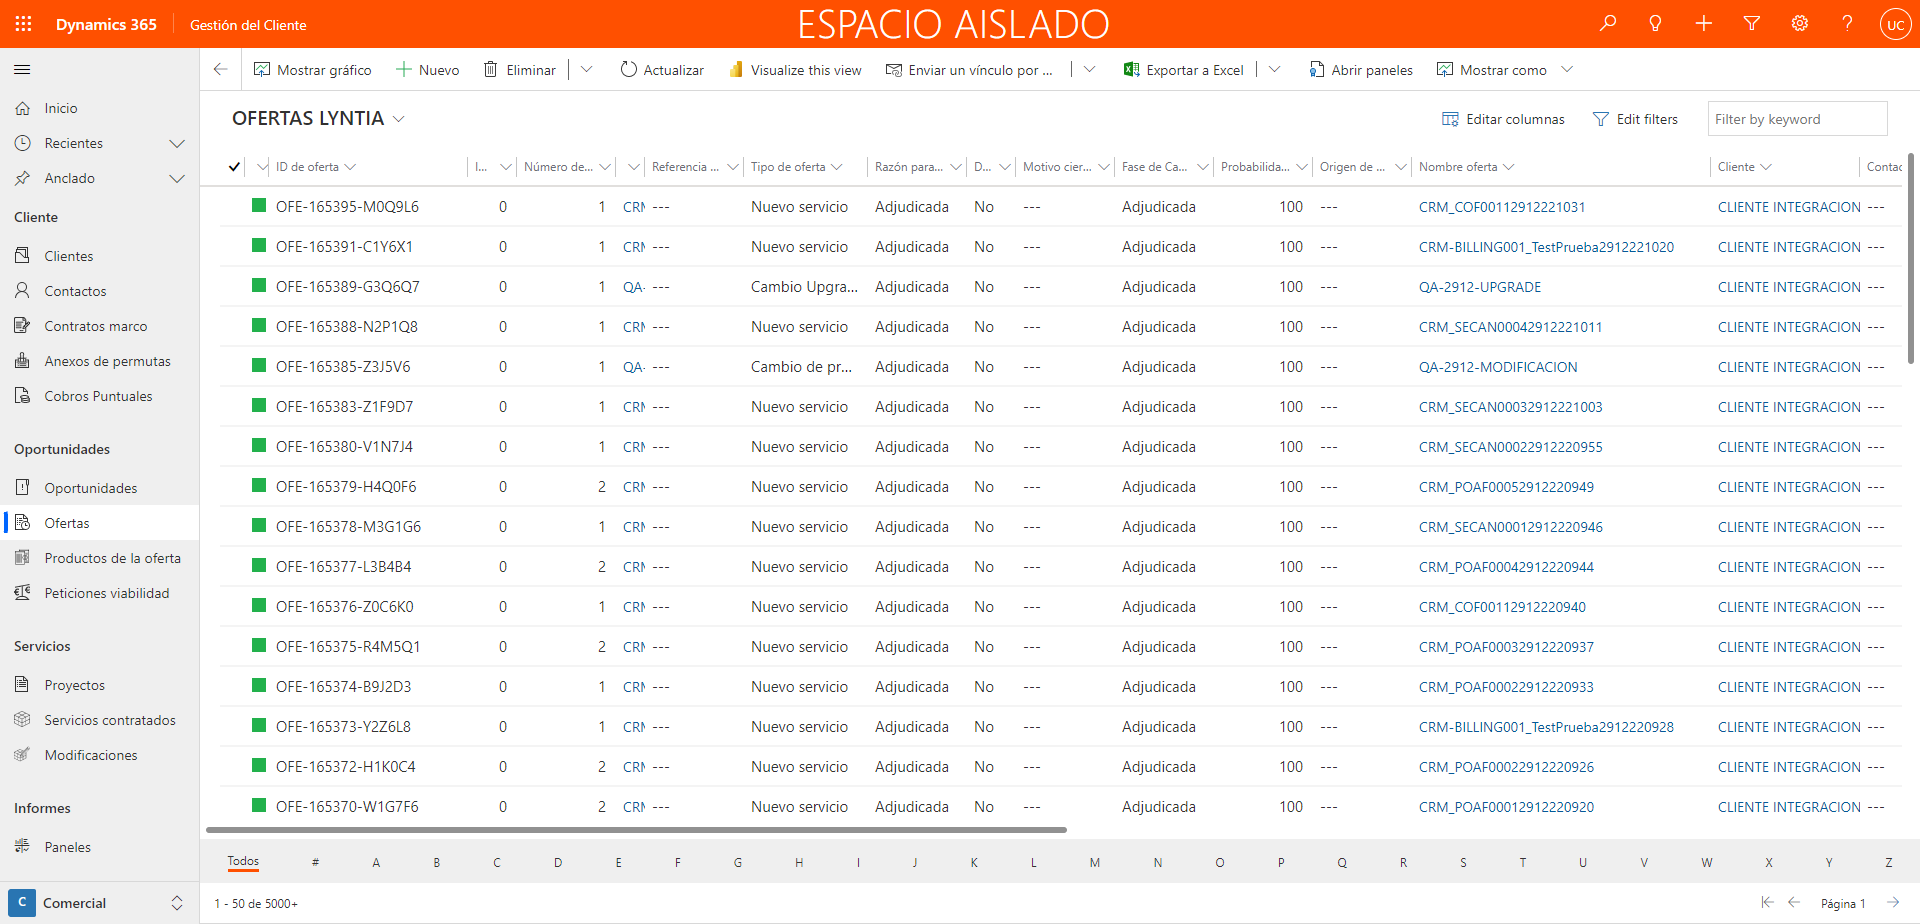 Dynamics 365 Gestión del Cliente ESPACIO AISLADO UC
Mostrar gráfico Nuevo Eliminar Actualizar Visualize this view Enviar un vínculo por ... Exportar a Excel Abrir paneles Mostrar como
Inicio
Recientes
Anclado
Cliente
Clientes
Contactos
Contratos marco
Anexos de permutas
Cobros Puntuales
Oportunidades
Oportunidades
Ofertas
Productos de la oferta
Peticiones viabilidad
Servicios
Proyectos
Servicios contratados
Modificaciones
Informes
Paneles
C Comercial
OFERTAS LYNTIA Editar columnas Edit filters Filter by keyword
ID de oferta I... Número de... Referencia ... Tipo de oferta Razón para... D... Motivo cier... Fase de Ca... Probabilida... Origen de ... Nombre oferta Cliente Contac
OFE-165395-M0Q9L6 0 1 CRM --- Nuevo servicio Adjudicada No --- Adjudicada 100 --- CRM_COF00112912221031 CLIENTE INTEGRACION ---
OFE-165391-C1Y6X1 0 1 CRM --- Nuevo servicio Adjudicada No --- Adjudicada 100 --- CRM-BILLING001_TestPrueba2912221020 CLIENTE INTEGRACION ---
OFE-165389-G3Q6Q7 0 1 QA- --- Cambio Upgra... Adjudicada No --- Adjudicada 100 --- QA-2912-UPGRADE CLIENTE INTEGRACION ---
OFE-165388-N2P1Q8 0 1 CRM --- Nuevo servicio Adjudicada No --- Adjudicada 100 --- CRM_SECAN00042912221011 CLIENTE INTEGRACION ---
OFE-165385-Z3J5V6 0 1 QA- --- Cambio de pr... Adjudicada No --- Adjudicada 100 --- QA-2912-MODIFICACION CLIENTE INTEGRACION ---
OFE-165383-Z1F9D7 0 1 CRM --- Nuevo servicio Adjudicada No --- Adjudicada 100 --- CRM_SECAN00032912221003 CLIENTE INTEGRACION ---
OFE-165380-V1N7J4 0 1 CRM --- Nuevo servicio Adjudicada No --- Adjudicada 100 --- CRM_SECAN00022912220955 CLIENTE INTEGRACION ---
OFE-165379-H4Q0F6 0 2 CRM --- Nuevo servicio Adjudicada No --- Adjudicada 100 --- CRM_POAF00052912220949 CLIENTE INTEGRACION ---
OFE-165378-M3G1G6 0 1 CRM --- Nuevo servicio Adjudicada No --- Adjudicada 100 --- CRM_SECAN00012912220946 CLIENTE INTEGRACION ---
OFE-165377-L3B4B4 0 2 CRM --- Nuevo servicio Adjudicada No --- Adjudicada 100 --- CRM_POAF00042912220944 CLIENTE INTEGRACION ---
OFE-165376-Z0C6K0 0 1 CRM --- Nuevo servicio Adjudicada No --- Adjudicada 100 --- CRM_COF00112912220940 CLIENTE INTEGRACION ---
OFE-165375-R4M5Q1 0 2 CRM --- Nuevo servicio Adjudicada No --- Adjudicada 100 --- CRM_POAF00032912220937 CLIENTE INTEGRACION ---
OFE-165374-B9J2D3 0 1 CRM --- Nuevo servicio Adjudicada No --- Adjudicada 100 --- CRM_POAF00022912220933 CLIENTE INTEGRACION ---
OFE-165373-Y2Z6L8 0 1 CRM --- Nuevo servicio Adjudicada No --- Adjudicada 100 --- CRM-BILLING001_TestPrueba2912220928 CLIENTE INTEGRACION ---
OFE-165372-H1K0C4 0 2 CRM --- Nuevo servicio Adjudicada No --- Adjudicada 100 --- CRM_POAF00022912220926 CLIENTE INTEGRACION ---
OFE-165370-W1G7F6 0 2 CRM --- Nuevo servicio Adjudicada No --- Adjudicada 100 --- CRM_POAF00012912220920 CLIENTE INTEGRACION ---
Todos # A B C D E F G H I J K L M N O P Q R S T U V W X Y Z
1 - 50 de 5000+ Página 1